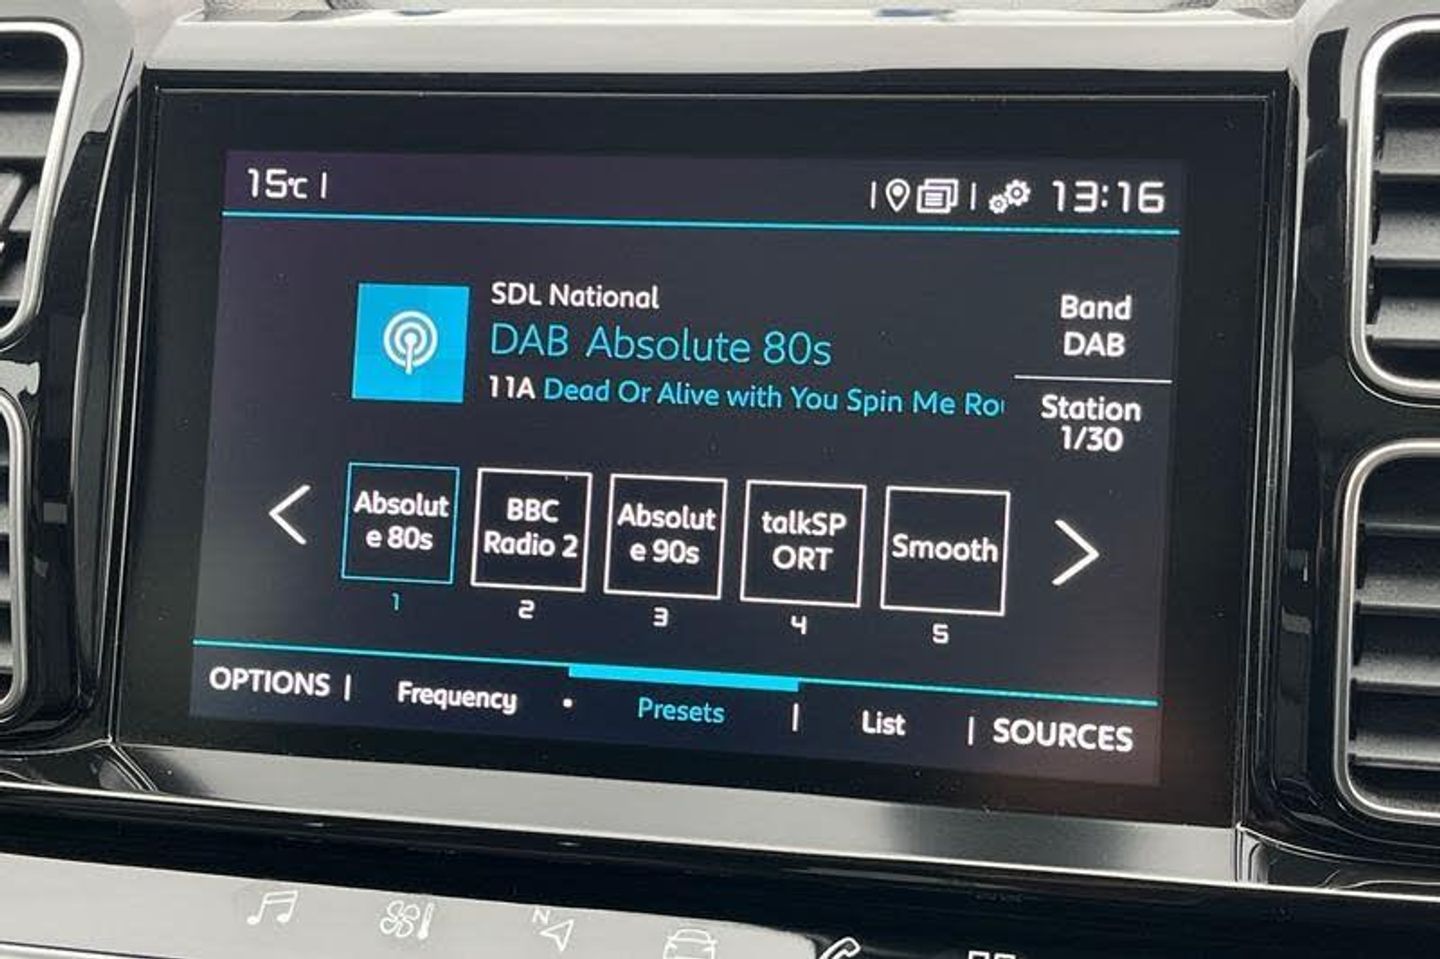 15°C
13:16
SDL National
DAB Absolute 80s
11A Dead Or Alive with You Spin Me
Band
DAB
Station
1/30
Absolut
e 80s
BBC
Radio 2
Absolut
e 90s
talkSP
ORT
Smooth
1
2
3
4
5
OPTIONS
Frequency
Presets
List
SOURCES
N